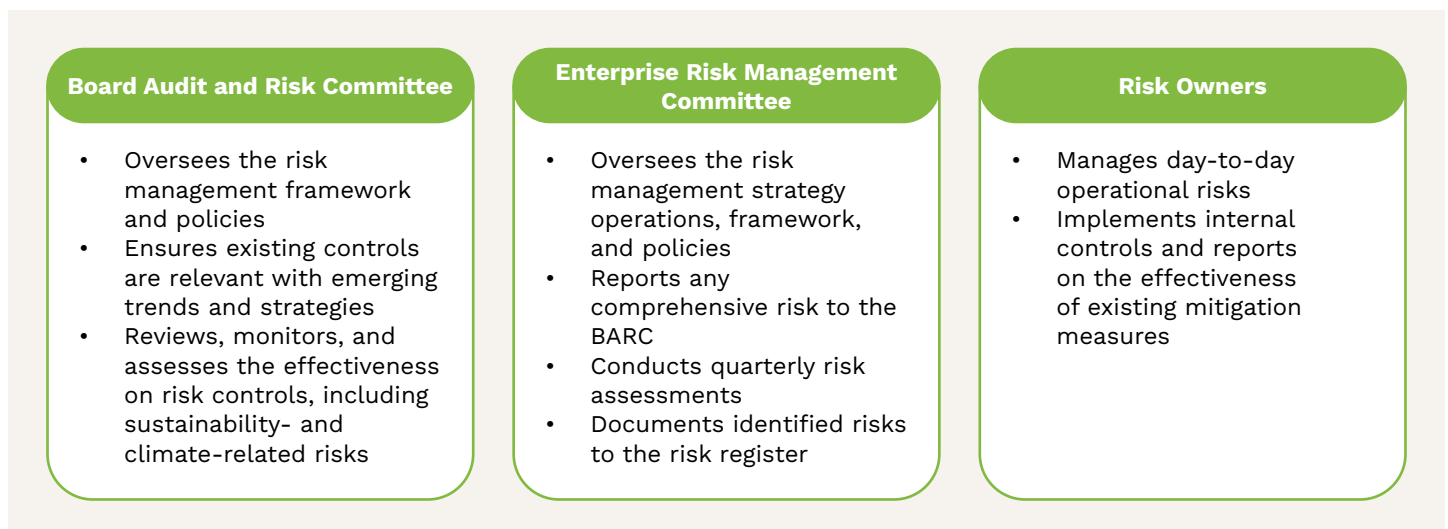 Board Audit and Risk Committee
• Oversees the risk
management framework
and policies
• Ensures existing controls
are relevant with emerging
trends and strategies
• Reviews, monitors, and
assesses the effectiveness
on risk controls, including
sustainability- and
climate-related risks
Enterprise Risk Management
Committee
• Oversees the risk
management strategy
operations, framework,
and policies
• Reports any
comprehensive risk to the
BARC
• Conducts quarterly risk
assessments
• Documents identified risks
to the risk register
Risk Owners
• Manages day-to-day
operational risks
• Implements internal
controls and reports
on the effectiveness
of existing mitigation
measures